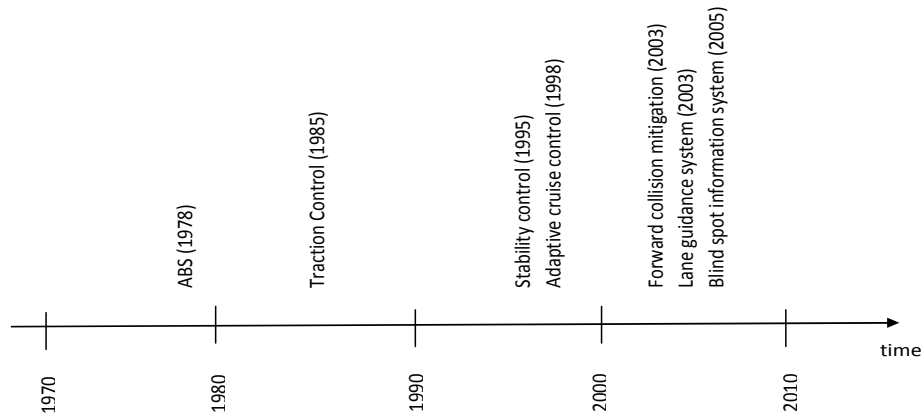 ABS (1978)
Traction Control (1985)
Stability control (1995)
Adaptive cruise control (1998)
Forward collision mitigation (2003)
Lane guidance system (2003)
Blind spot information system (2005)
time
1970
1980
1990
2000
2010